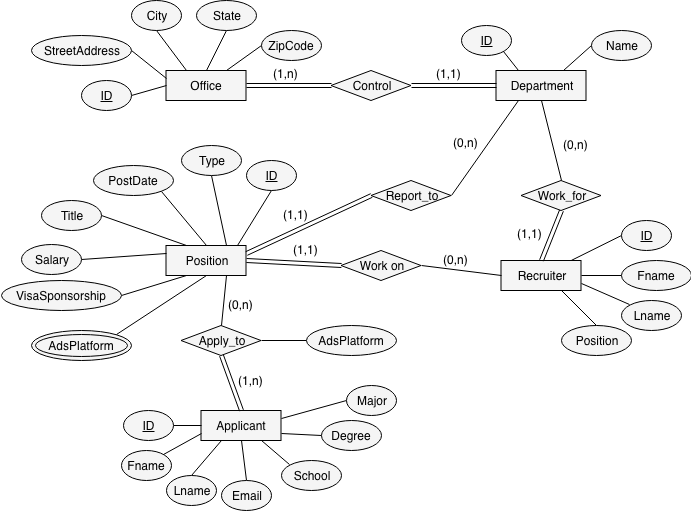 City
State
StreetAddress
ZipCode
ID
Office
(1,n)
Control
(1,1)
ID
Name
Department
(0,n)
(0,n)
Type
PostDate
ID
Title
Salary
VisaSponsorship
AdsPlatform
Position
(1,1)
Report_to
(1,1)
Work on
(0,n)
Work_for
(1,1)
Recruiter
ID
Fname
Lname
Position
(0,n)
Apply_to
AdsPlatform
(1,n)
Applicant
ID
Fname
Lname
Email
School
Degree
Major